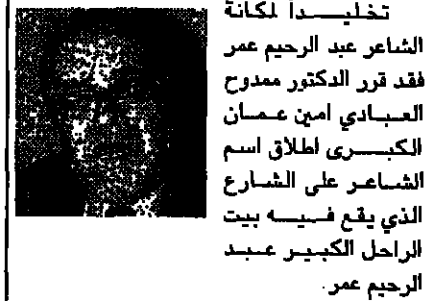 تخليدا لمكانة
الشاعر عبد الرحيم عمر
فقد قرر الدكتور ممدوح
العبادي امين عمان
الكبرى اطلاق اسم
الشاعر على الشارع
الذي يقع فيه بيت
الراحل الكبير عبد
الرحيم عمر.